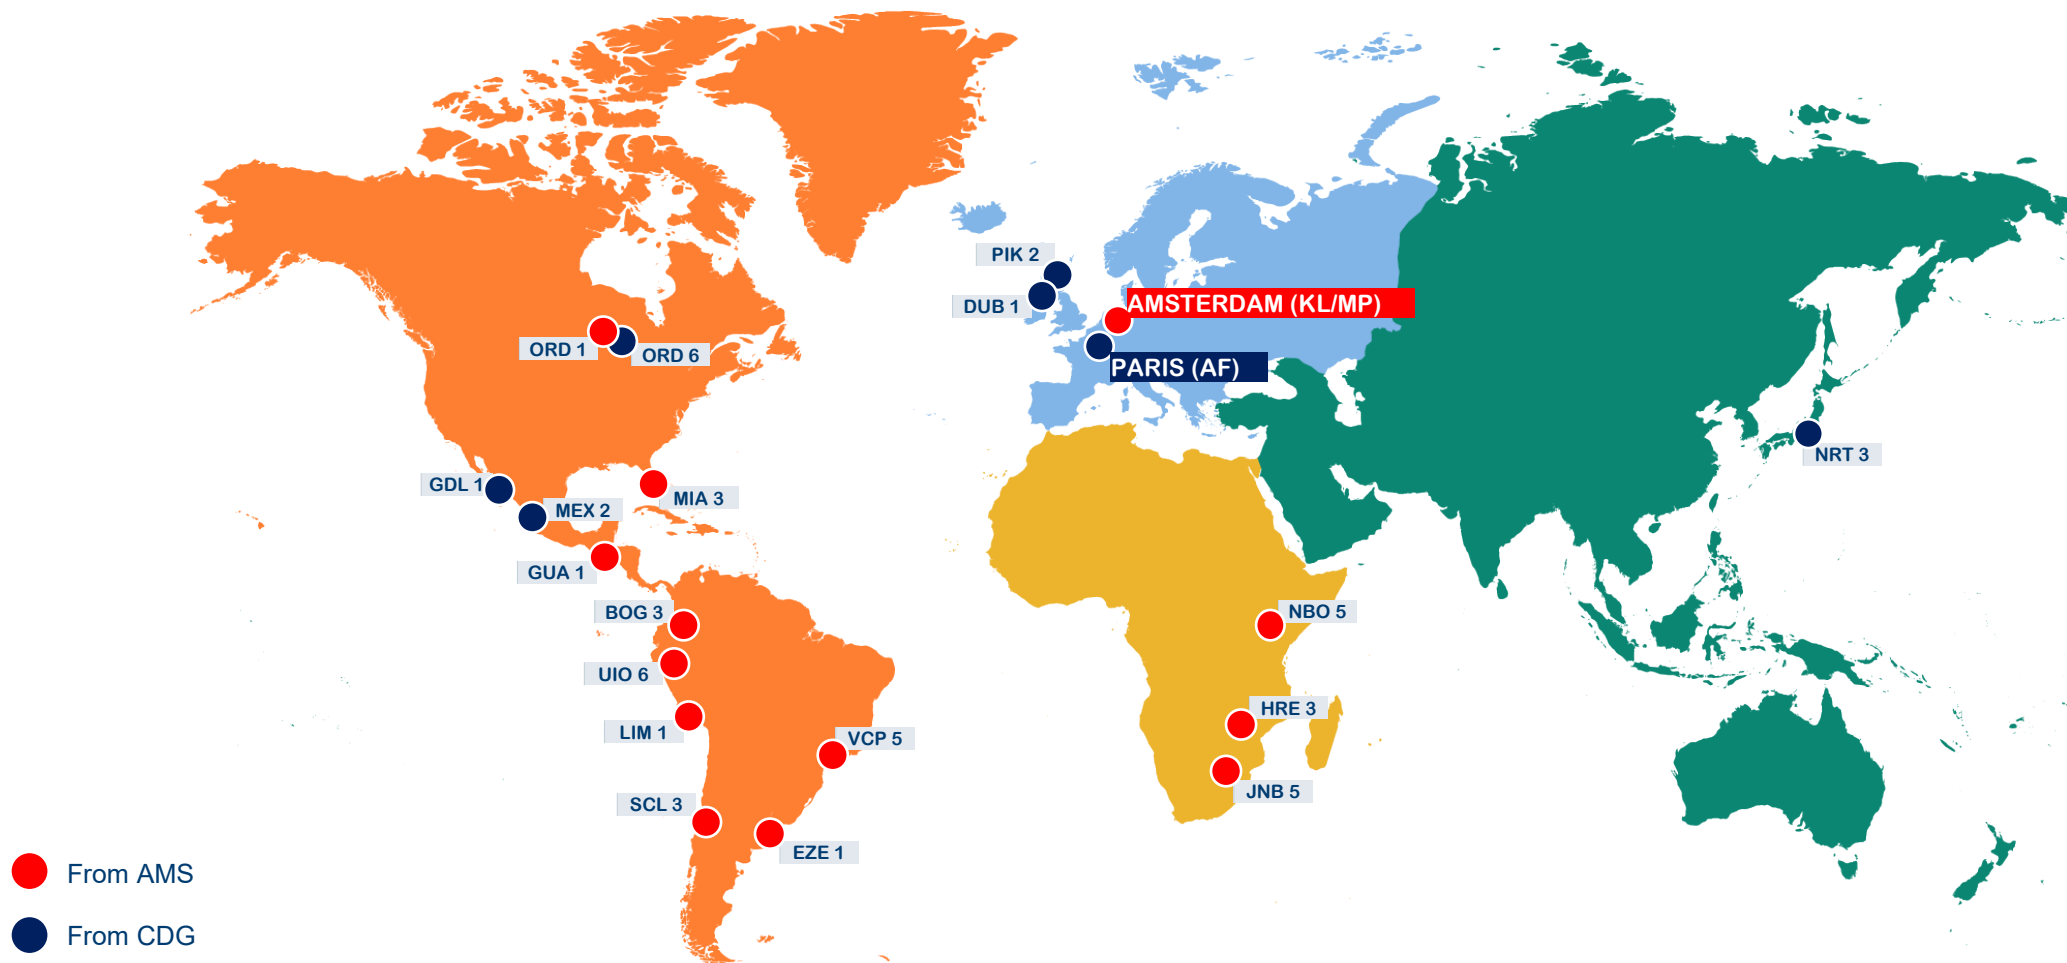 PIK 2
DUB 1
AMSTERDAM (KL/MP)
PARIS (AF)
ORD 1
ORD 6
NRT 3
GDL 1
MEX 2
MIA 3
GUA 1
BOG 3
NBO 5
UIO 6
HRE 3
LIM 1
VCP 5
JNB 5
SCL 3
EZE 1
From AMS
From CDG